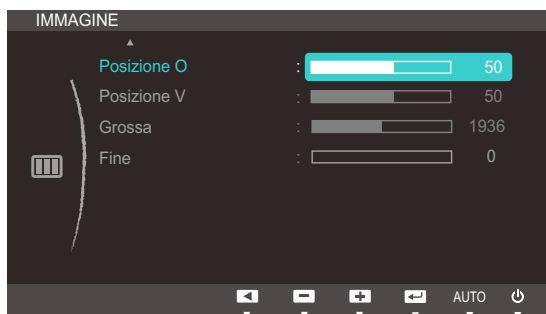 IMMAGINE
Posizione O : 50
Posizione V : 50
Grossa : 1936
Fine : 0
AUTO